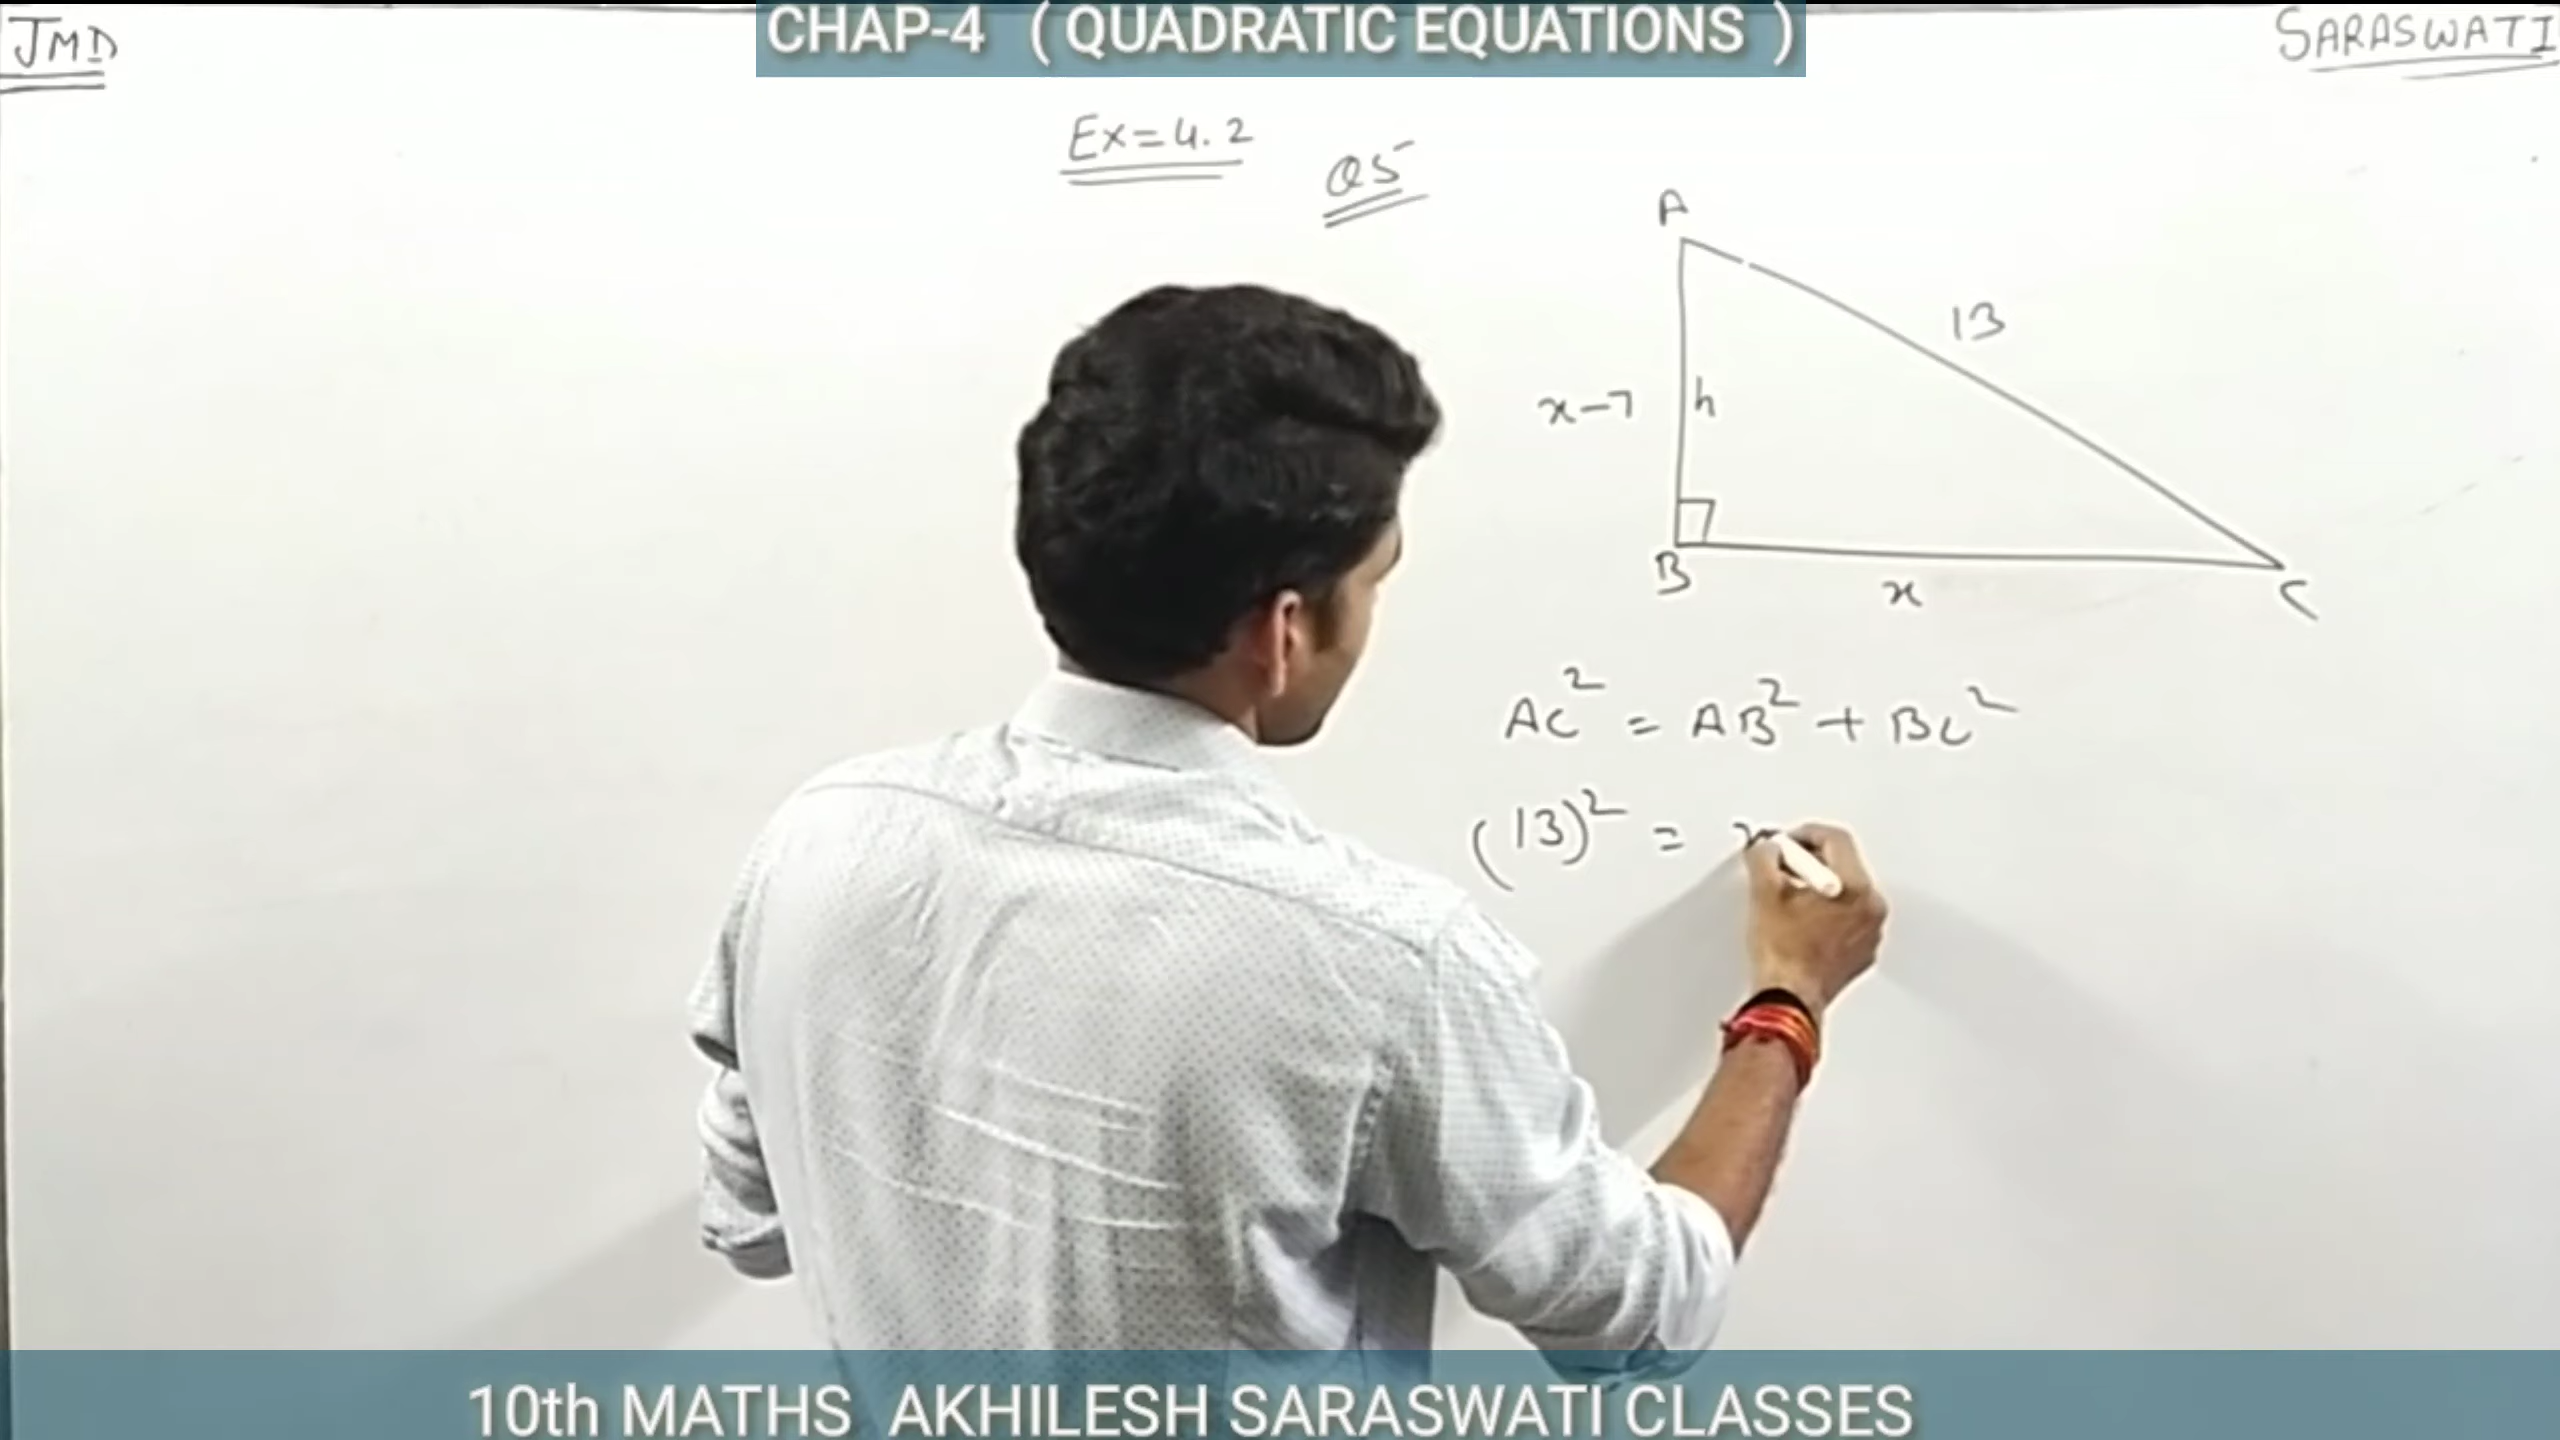 CHAP-4 ( QUADRATIC EQUATIONS )
JMD
SARASWATI
Ex=4.2
Q5
A
13
x-7
h
B
x
C
AC² = AB² + BC²
(13)² = x
10th MATHS AKHILESH SARASWATI CLASSES